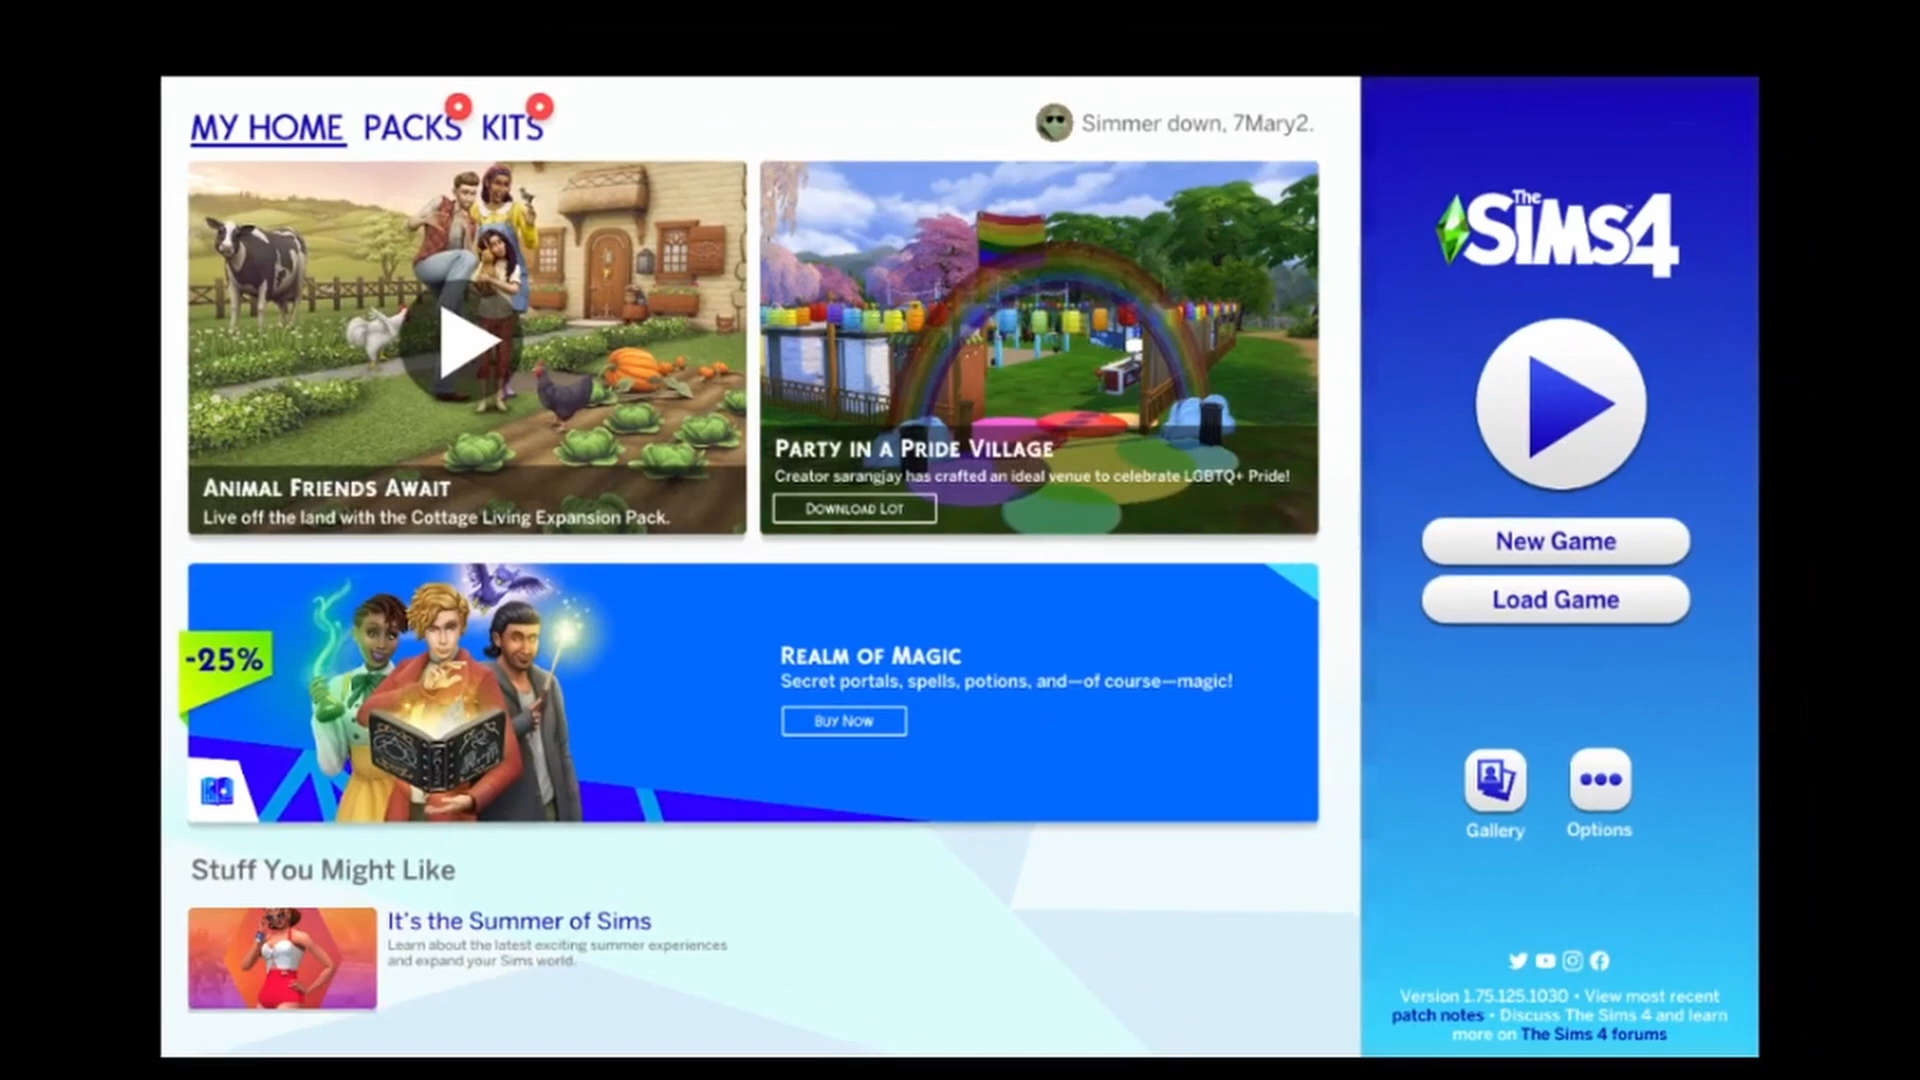 MY HOME PACKS KITS
Simmer down, 7Mary2.
ANIMAL FRIENDS AWAIT
Live off the land with the Cottage Living Expansion Pack.
PARTY IN A PRIDE VILLAGE
Creator sarangjay has crafted an ideal venue to celebrate LGBTQ+ Pride!
DOWNLOAD LOT
-25%
REALM OF MAGIC
Secret portals, spells, potions, and—of course—magic!
BUY NOW
Stuff You Might Like
It's the Summer of Sims
Learn about the latest exciting summer experiences
and expand your Sims world.
The SIMS 4
New Game
Load Game
Gallery
Options
Version 1.75.125.1030 • View most recent
patch notes • Discuss The Sims 4 and learn
more on The Sims 4 forums